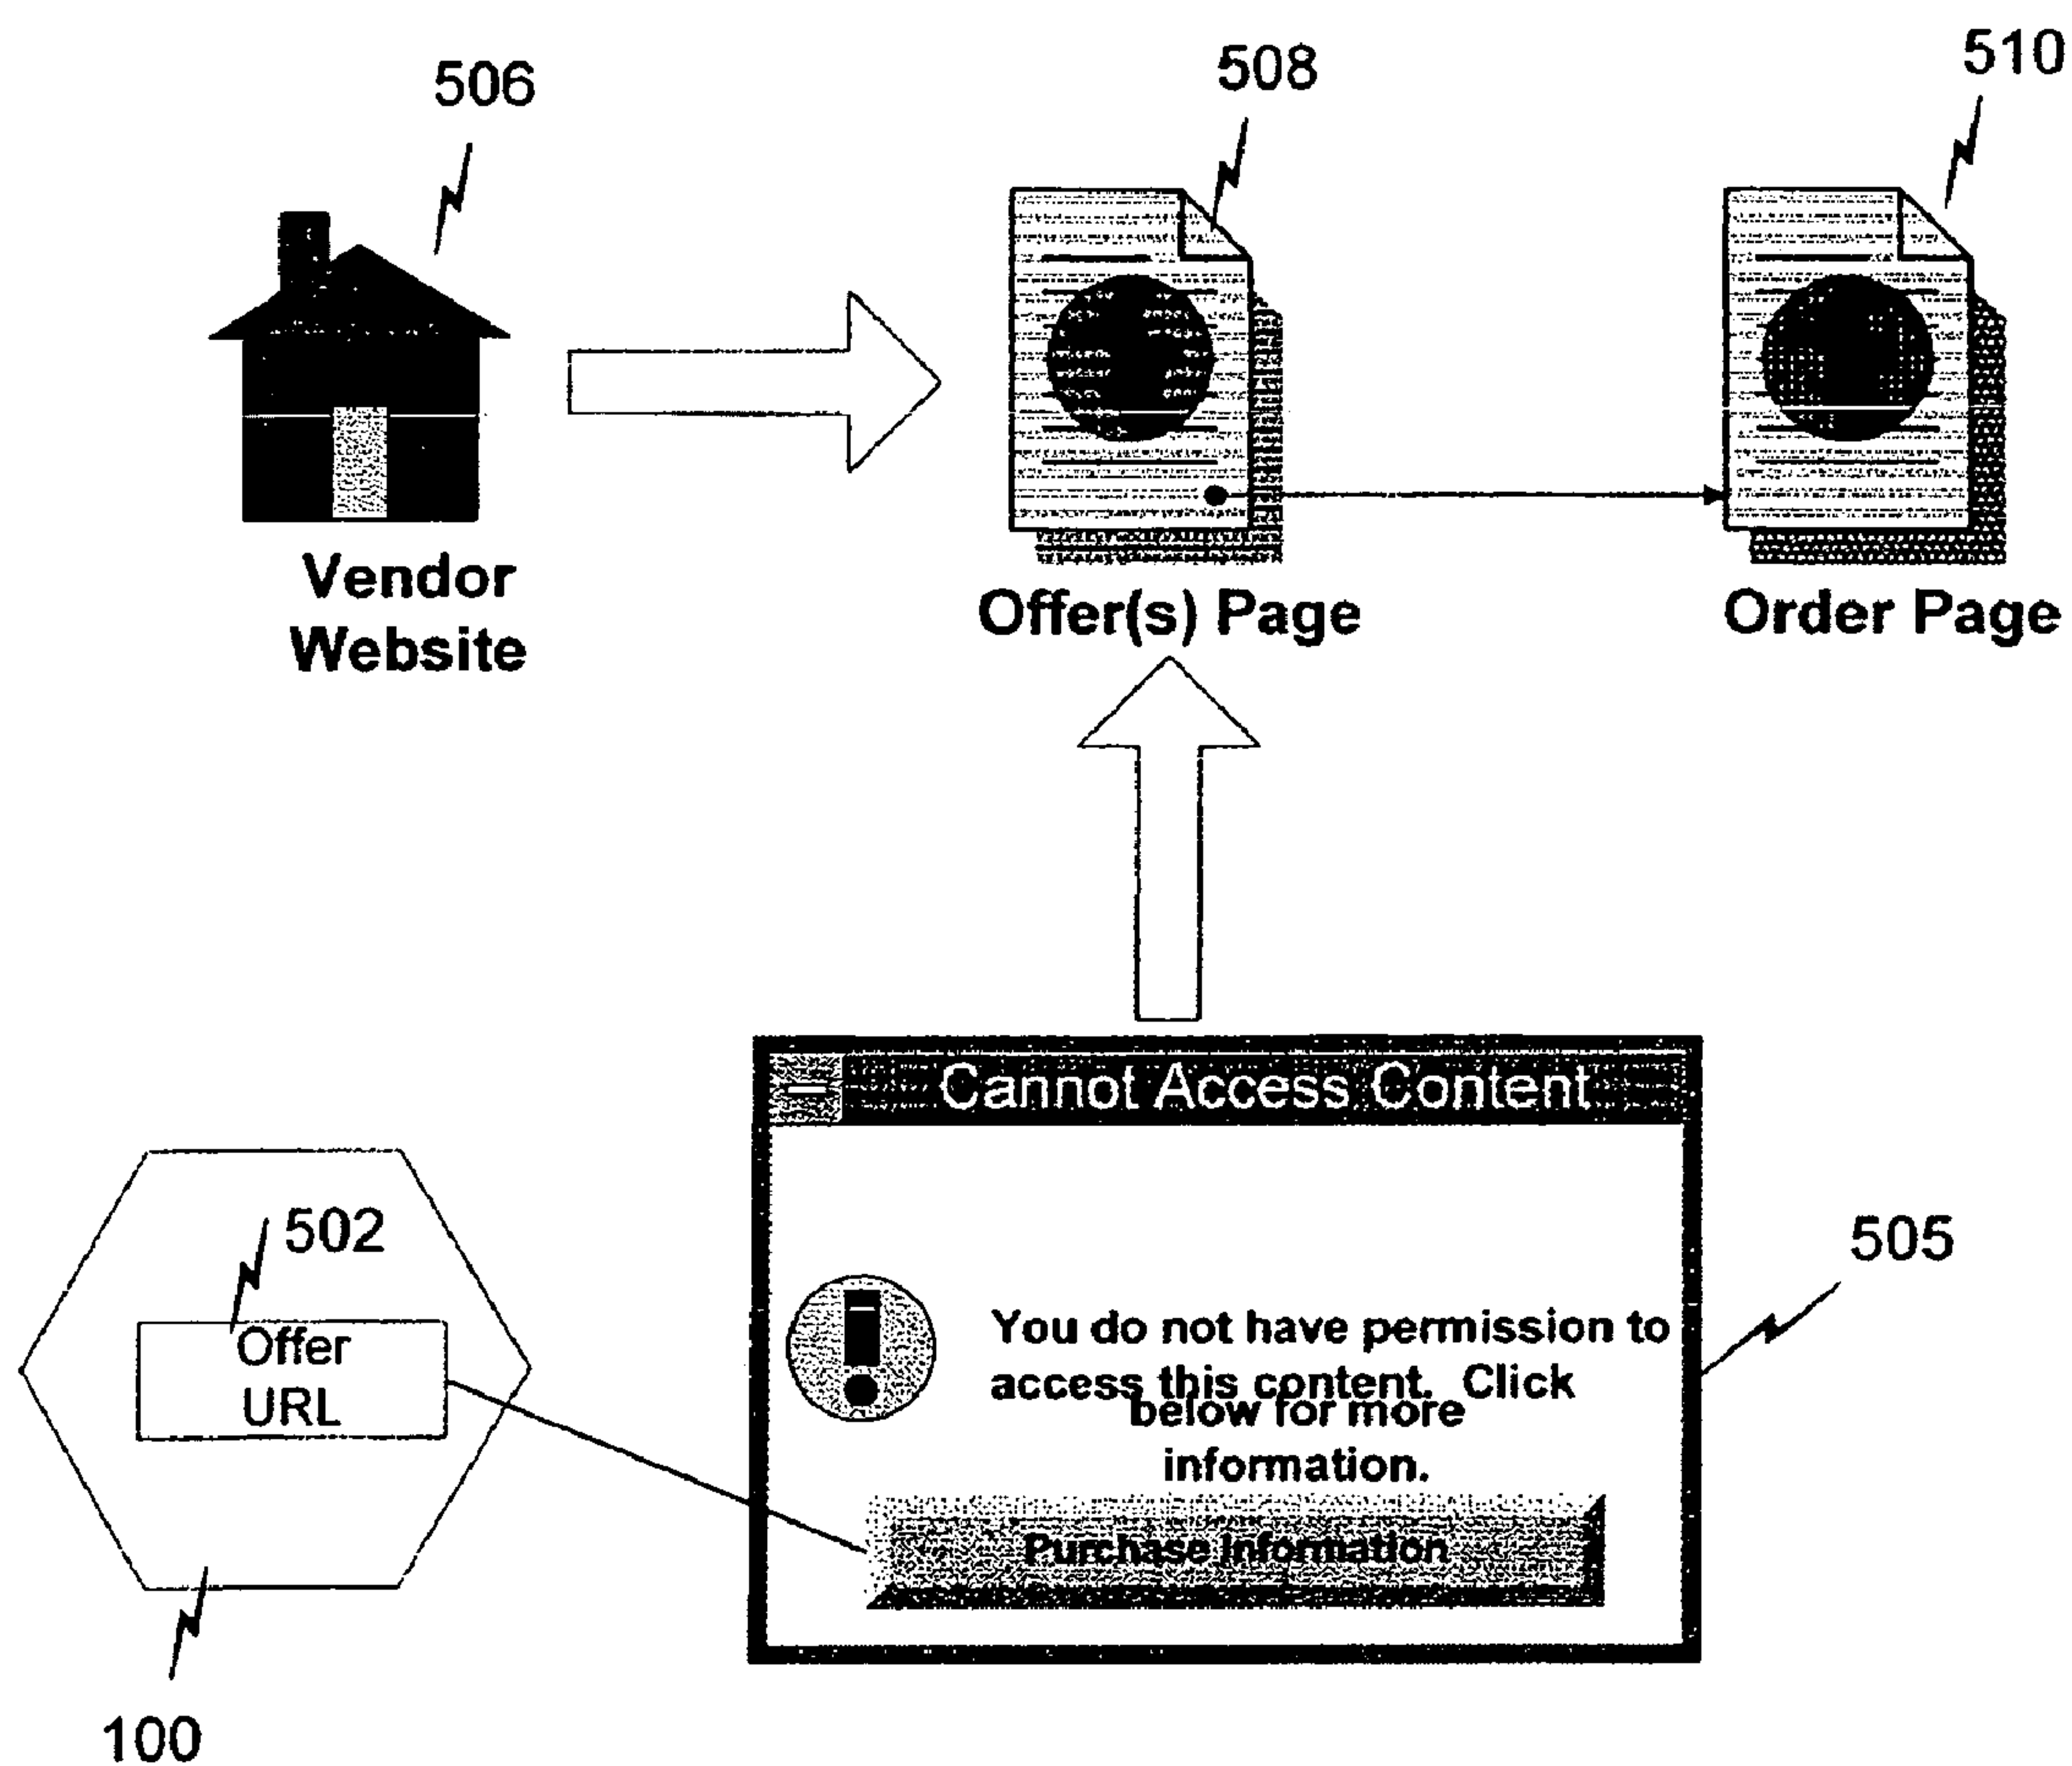 506
508
510
Vendor
Website
Offer(s) Page
Order Page
Cannot Access Content
502
Offer
URL
505
You do not have permission to
access this content. Click
below for more
information.
Purchase Information
100